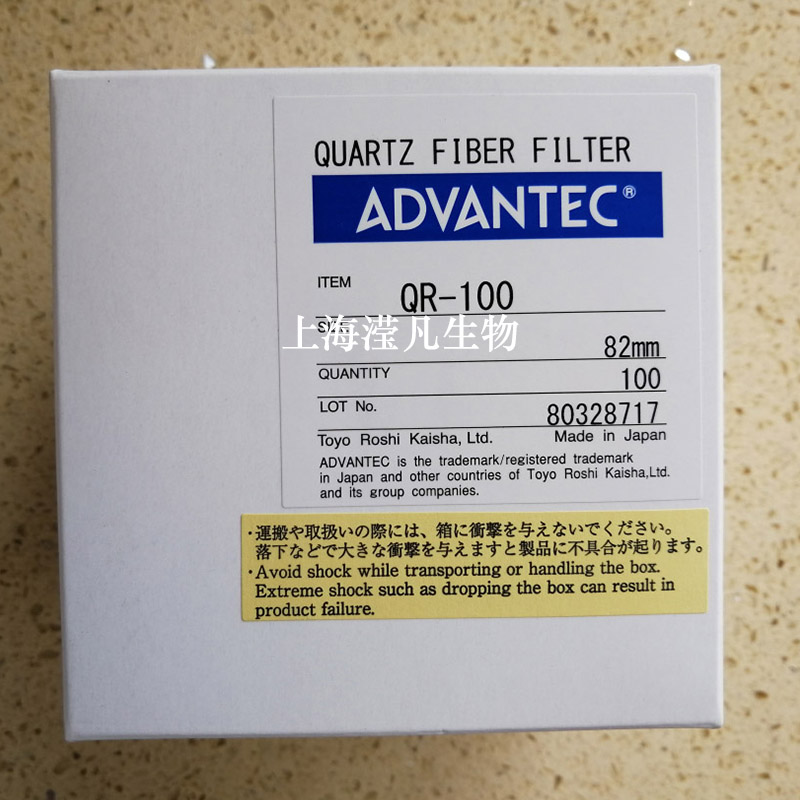 QUARTZ FIBER FILTER
ADVANTEC®
ITEM QR-100
SIZE
上海滢凡生物
82mm
QUANTITY 100
LOT No. 80328717
Toyo Roshi Kaisha, Ltd. Made in Japan
ADVANTEC is the trademark/registered trademark
in Japan and other countries of Toyo Roshi Kaisha,Ltd.
and its group companies.
・運搬や取扱いの際には、箱に衝撃を与えないでください。
落下などで大きな衝撃を与えますと製品に不具合が起ります。
・Avoid shock while transporting or handling the box.
Extreme shock such as dropping the box can result in
product failure.